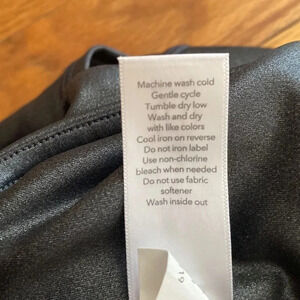 Machine wash cold
Gentle cycle
Tumble dry low
Wash and dry
with like colors
Cool iron on reverse
Do not iron label
Use non-chlorine
bleach when needed
Do not use fabric
softener
Wash inside out